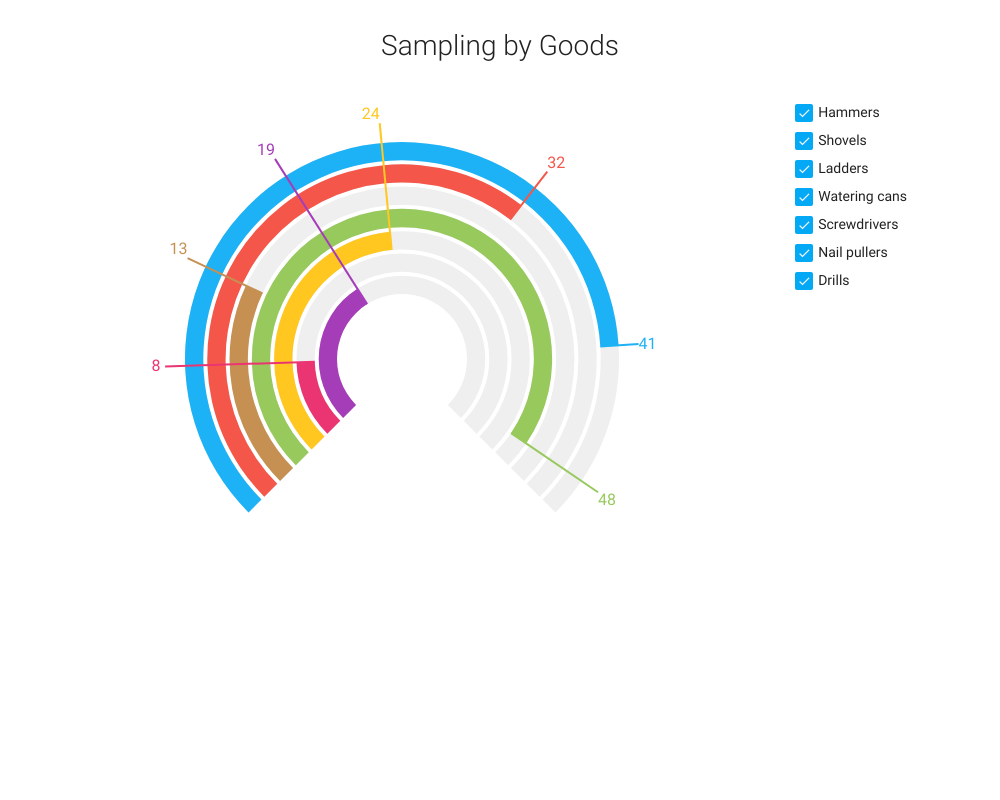 Sampling by Goods
24
19
32
13
41
8
48
Hammers
Shovels
Ladders
Watering cans
Screwdrivers
Nail pullers
Drills